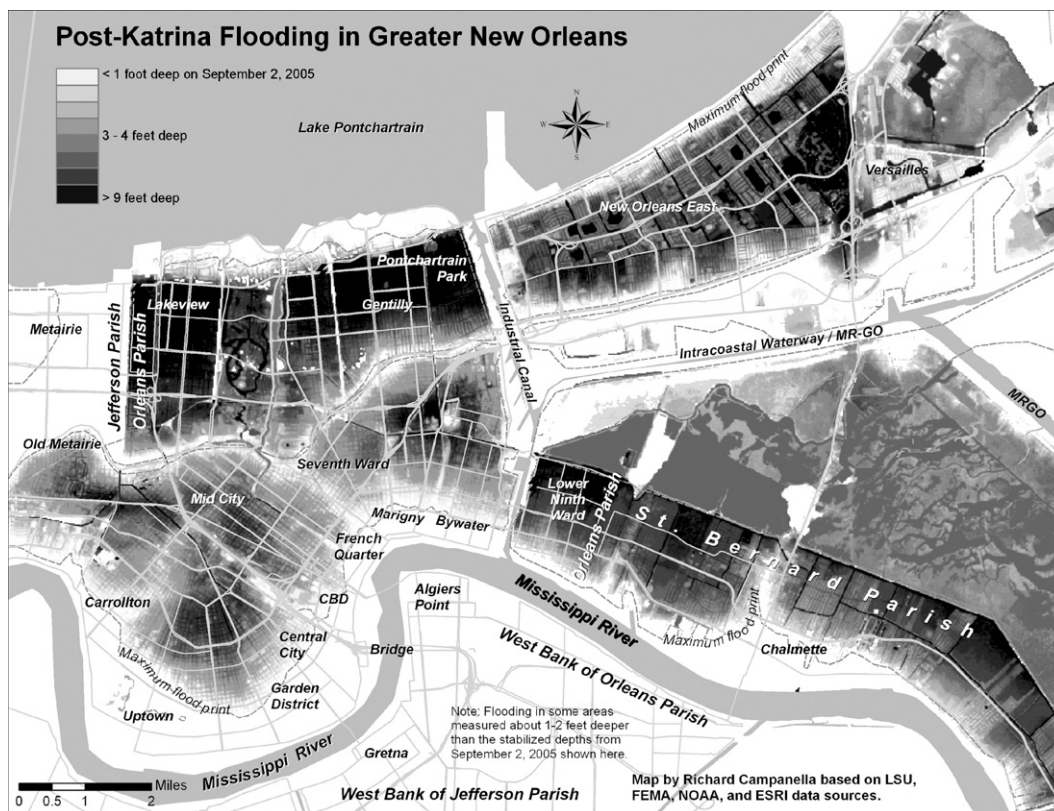 Post-Katrina Flooding in Greater New Orleans
< 1 foot deep on September 2, 2005
3 - 4 feet deep
> 9 feet deep
Lake Pontchartrain
N
W
E
S
Maximum flood print
Versailles
New Orleans East
Pontchartrain
Park
Lakeview
Gentilly
Metairie
Jefferson Parish
Orleans Parish
Industrial Canal
Intracoastal Waterway / MR-GO
MRGO
Old Metairie
Seventh Ward
Mid City
Lower
Ninth
Ward
Orleans Parish
St. Bernard Parish
Marigny
Bywater
French
Quarter
Carrollton
CBD
Algiers
Point
Mississippi River
Maximum flood print
Chalmette
Central
City
Bridge
West Bank of Orleans Parish
Maximum flood print
Garden
District
Uptown
Note: Flooding in some areas
measured about 1-2 feet deeper
than the stabilized depths from
September 2, 2005 shown here.
Gretna
Mississippi River
Miles
0 0.5 1 2
West Bank of Jefferson Parish
Map by Richard Campanella based on LSU,
FEMA, NOAA, and ESRI data sources.